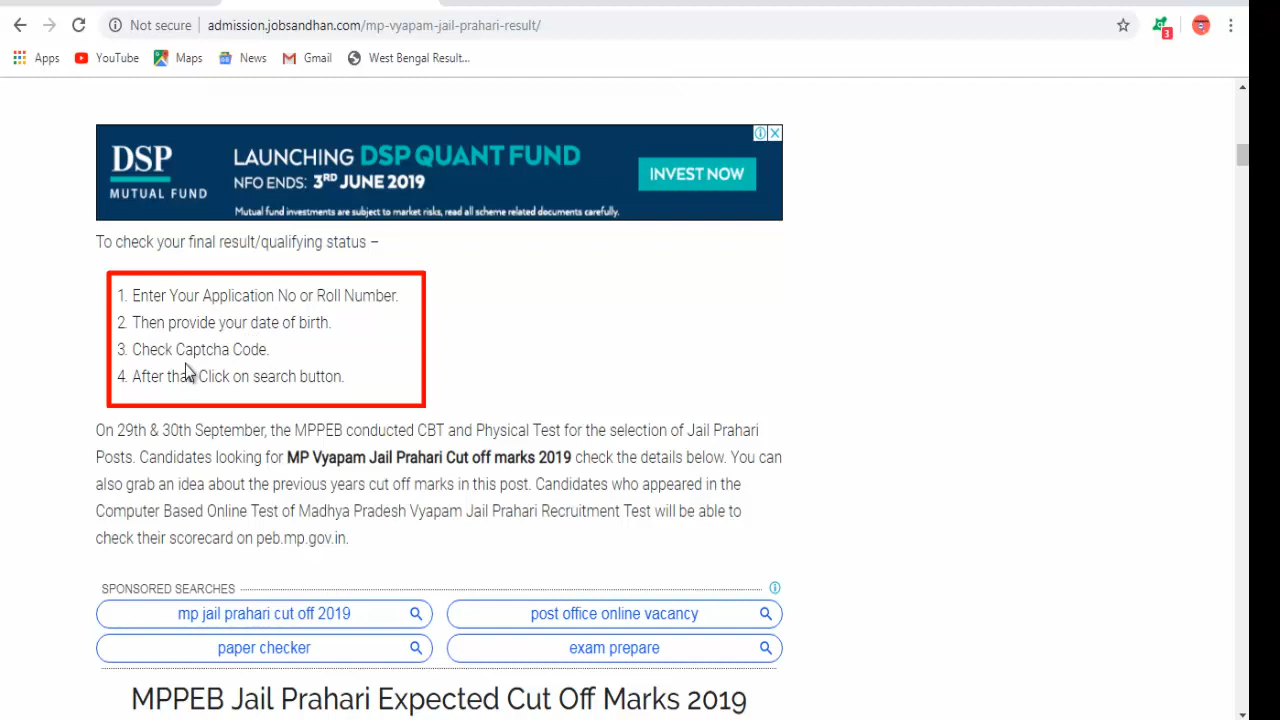 Not secure admission.jobsandhan.com/mp-vyapam-jail-prahari-result/
3
Apps YouTube Maps News Gmail West Bengal Result...
DSP
MUTUAL FUND
LAUNCHING DSP QUANT FUND
NFO ENDS: 3RD JUNE 2019
Mutual fund investments are subject to market risks, read all scheme related documents carefully.
INVEST NOW
To check your final result/qualifying status –
1. Enter Your Application No or Roll Number.
2. Then provide your date of birth.
3. Check Captcha Code.
4. After that Click on search button.
On 29th & 30th September, the MPPEB conducted CBT and Physical Test for the selection of Jail Prahari
Posts. Candidates looking for MP Vyapam Jail Prahari Cut off marks 2019 check the details below. You can
also grab an idea about the previous years cut off marks in this post. Candidates who appeared in the
Computer Based Online Test of Madhya Pradesh Vyapam Jail Prahari Recruitment Test will be able to
check their scorecard on peb.mp.gov.in.
SPONSORED SEARCHES
mp jail prahari cut off 2019 post office online vacancy
paper checker exam prepare
MPPEB Jail Prahari Expected Cut Off Marks 2019